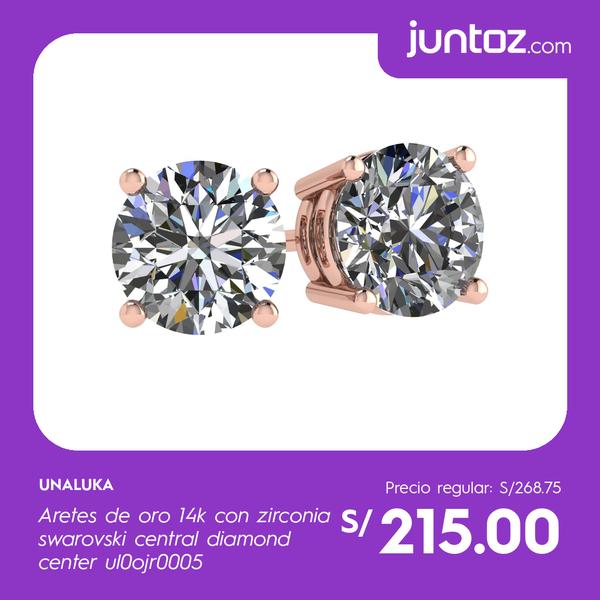 juntoz.com
UNALUKA
Aretes de oro 14k con zirconia
swarovski central diamond
center ul0ojr0005
Precio regular: S/268.75
S/ 215.00